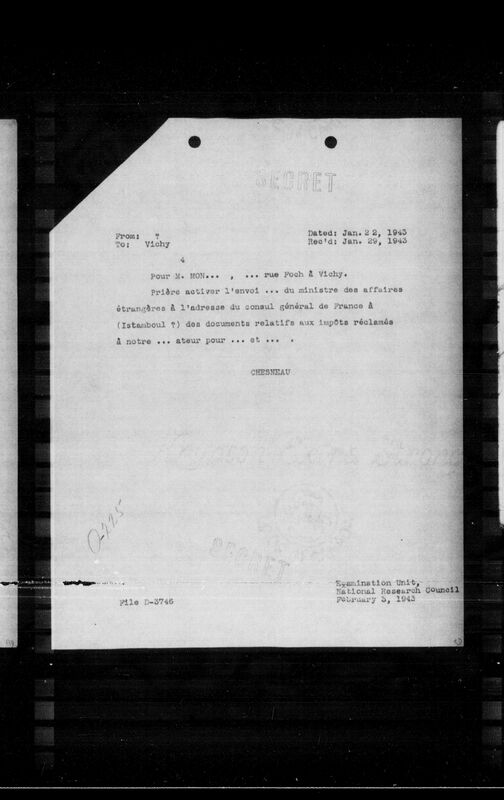 SECRET
From: ? Dated: Jan. 22, 1943
To: Vichy Rec'd: Jan. 29, 1943
4
Pour M. MON... , ... rue Foch à Vichy.
Prière activer l'envoi ... du ministre des affaires
étrangères à l'adresse du consul général de France à
(Istamboul ?) des documents relatifs aux impôts réclamés
à notre ... ateur pour ... et ... .
CHESNEAU
SECRET
Examination Unit,
National Research Council
February 3, 1943
File D-3746